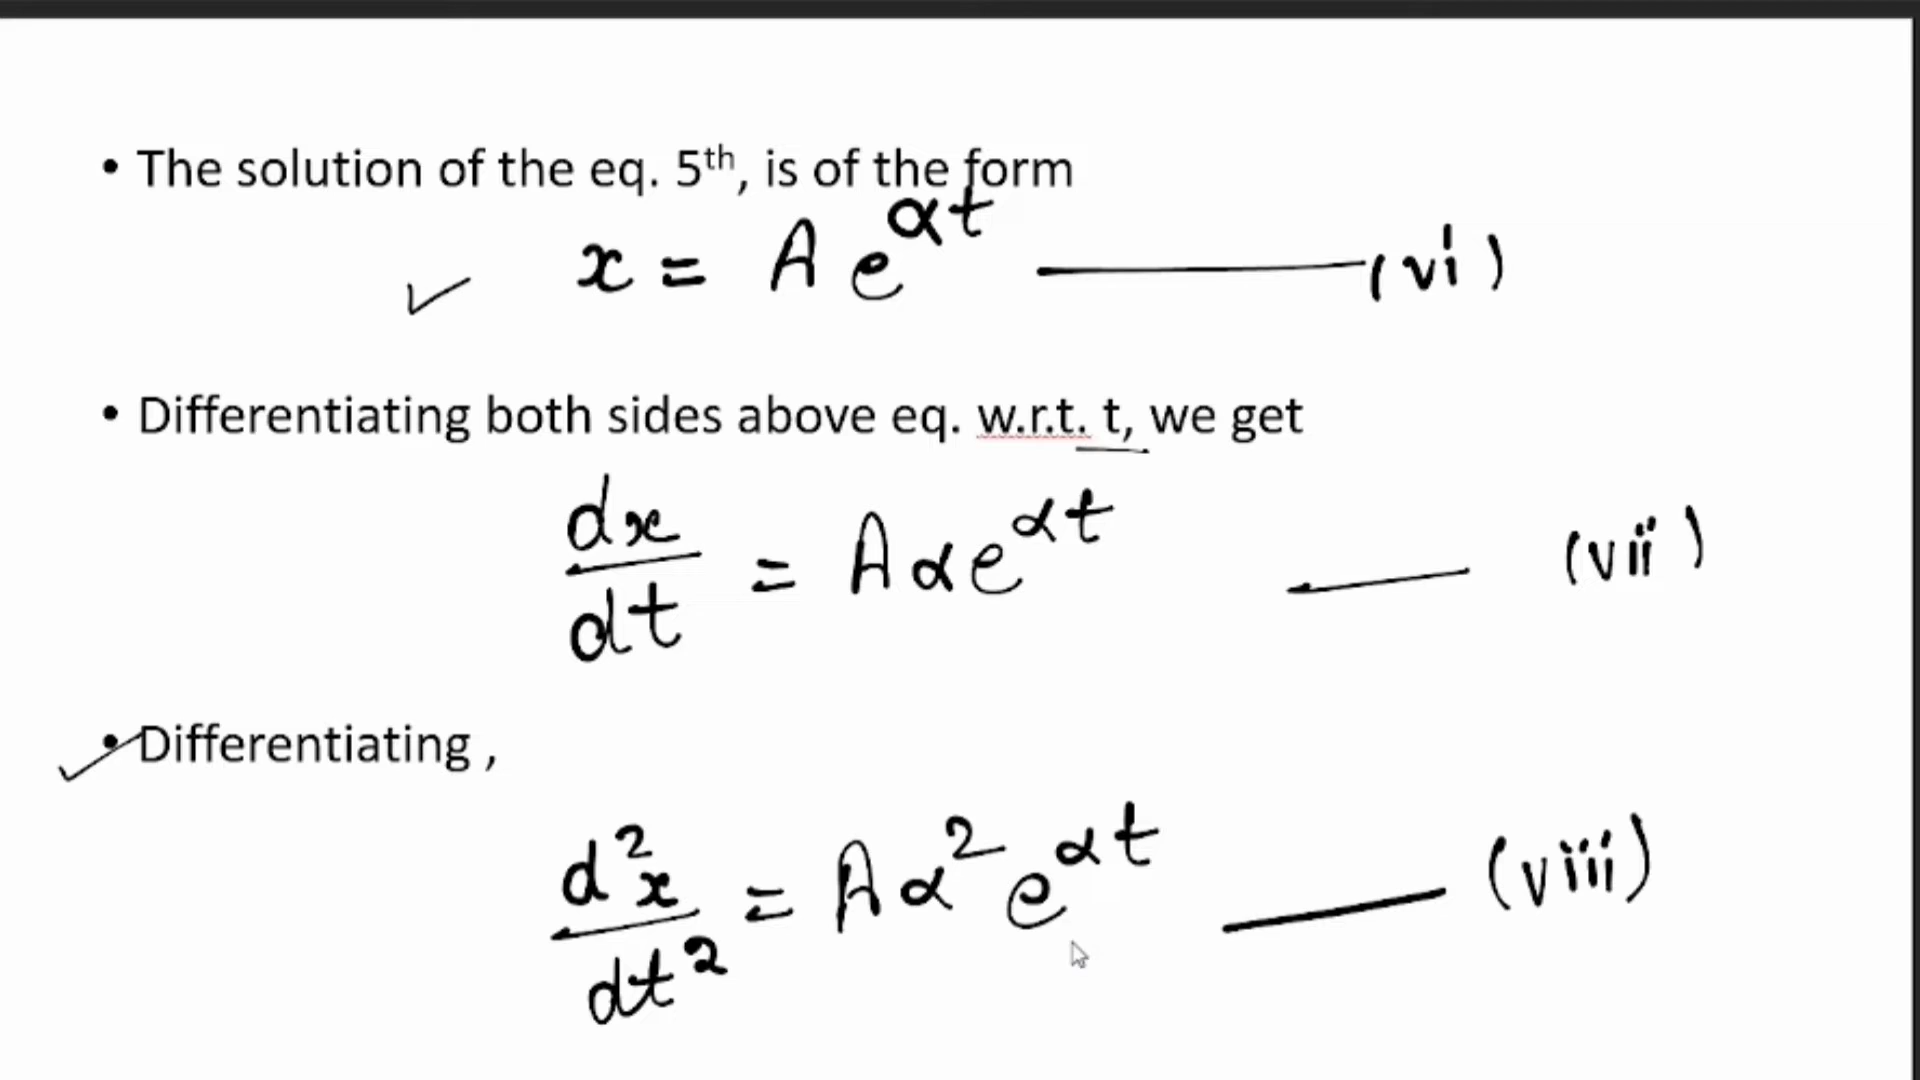 • The solution of the eq. 5th, is of the form
x = A e^{αt} (vi)
• Differentiating both sides above eq. w.r.t. t, we get
dx/dt = Aαe^{αt} (vii)
• Differentiating ,
d²x/dt² = Aα² e^{αt} (viii)